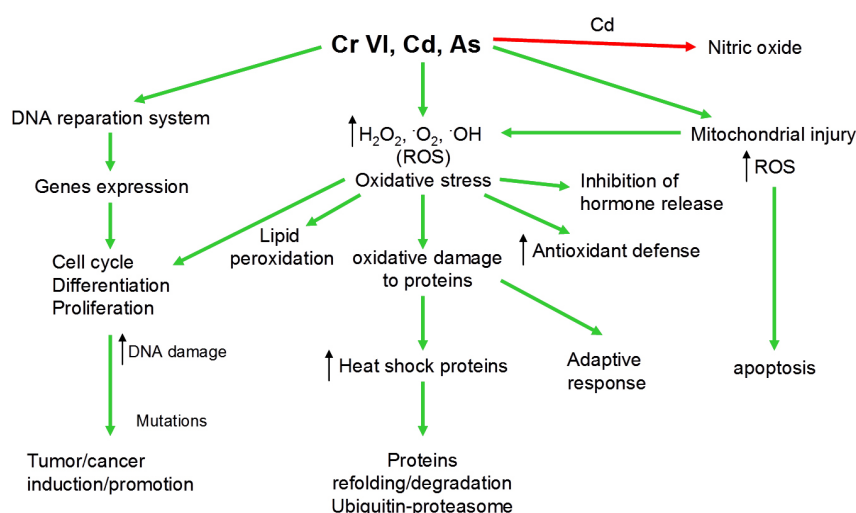 Cd
Cr VI, Cd, As
Nitric oxide
DNA reparation system
H₂O₂, ·O₂, ·OH
(ROS)
Mitochondrial injury
ROS
Genes expression
Oxidative stress
Inhibition of
hormone release
Lipid
peroxidation
oxidative damage
to proteins
Antioxidant defense
Cell cycle
Differentiation
Proliferation
DNA damage
Heat shock proteins
Adaptive
response
apoptosis
Mutations
Tumor/cancer
induction/promotion
Proteins
refolding/degradation
Ubiquitin-proteasome